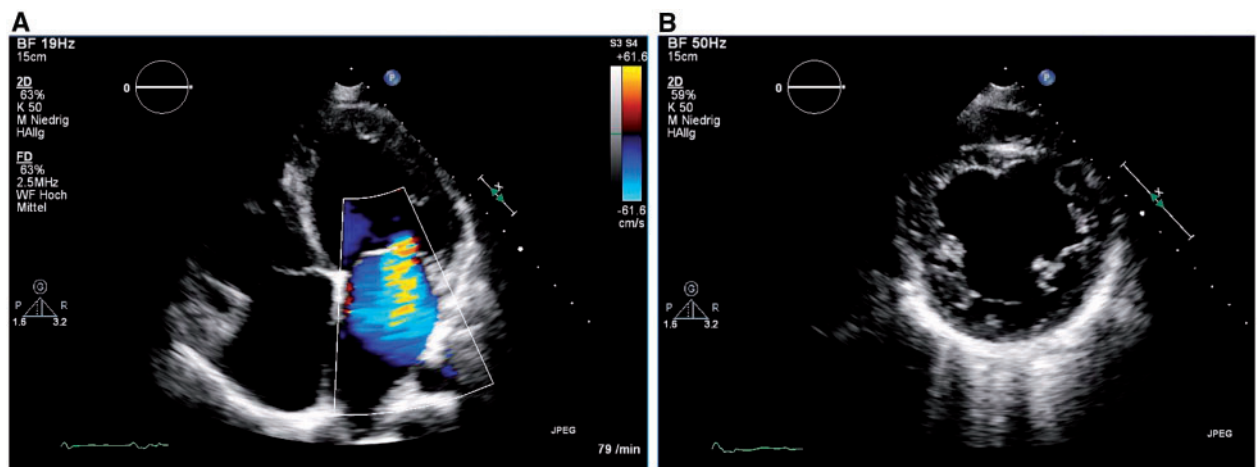 A
BF 19Hz
15cm
2D
63%
K 50
M Niedrig
HAllg
FD
63%
2.5MHz
WF Hoch
Mittel
0
P
S3 S4
+61.6
-61.6
cm/s
X
G
P R
1.6 3.2
JPEG
79 /min
B
BF 50Hz
15cm
2D
59%
K 50
M Niedrig
HAllg
0
P
X
G
P R
1.6 3.2
JPEG